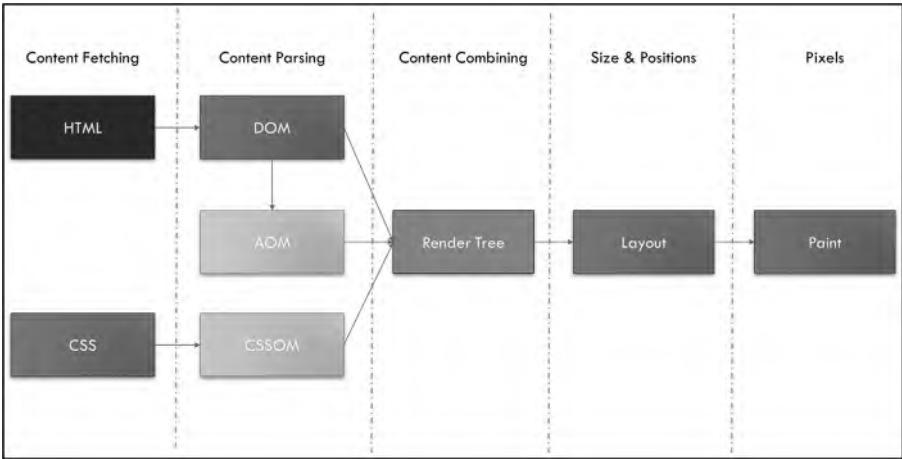 Content Fetching
Content Parsing
Content Combining
Size & Positions
Pixels
HTML
DOM
AOM
Render Tree
Layout
Paint
CSS
CSSOM